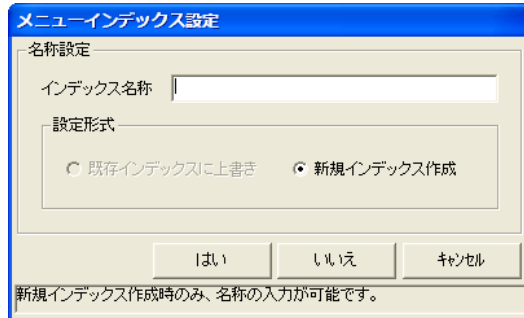 メニューインデックス設定
名称設定
インデックス名称
設定形式
既存インデックスに上書き
新規インデックス作成
はい
いいえ
ｷｬﾝｾﾙ
新規インデックス作成時のみ、名称の入力が可能です。